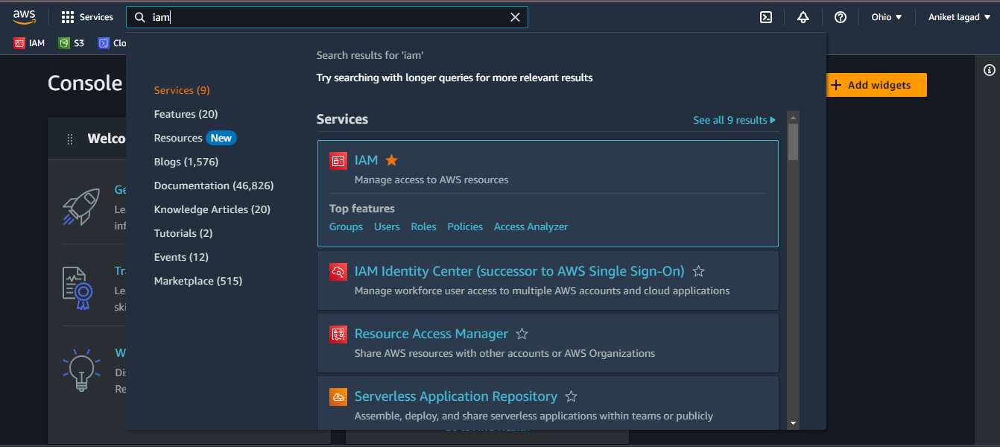 aws
Services
iam
Ohio
Aniket lagad
IAM
S3
Clo
Console
Add widgets
Welco
Ge
Le
inf
Tr
Le
ski
W
Di
Re
Services (9)
Features (20)
Resources New
Blogs (1,576)
Documentation (46,826)
Knowledge Articles (20)
Tutorials (2)
Events (12)
Marketplace (515)
Search results for 'iam'
Try searching with longer queries for more relevant results
Services
See all 9 results
IAM
Manage access to AWS resources
Top features
Groups Users Roles Policies Access Analyzer
IAM Identity Center (successor to AWS Single Sign-On)
Manage workforce user access to multiple AWS accounts and cloud applications
Resource Access Manager
Share AWS resources with other accounts or AWS Organizations
Serverless Application Repository
Assemble, deploy, and share serverless applications within teams or publicly